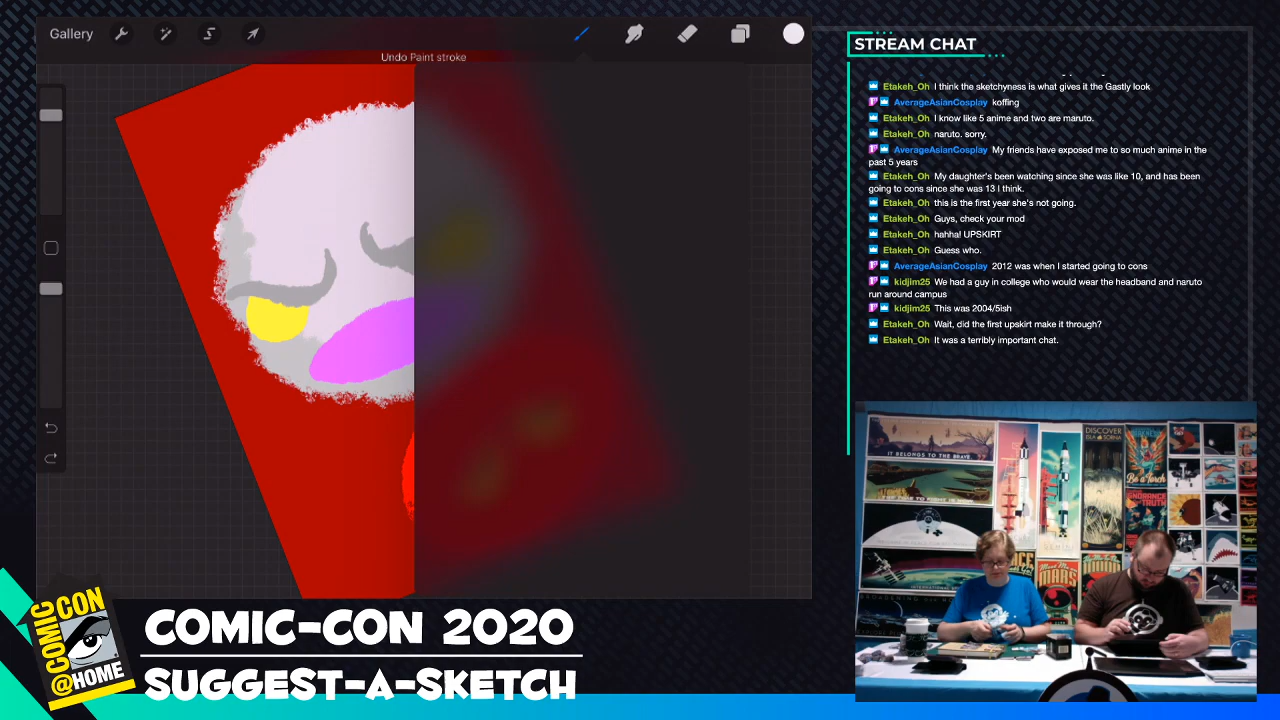 Gallery
Undo Paint stroke
STREAM CHAT
Etakeh_Oh I think the sketchyness is what gives it the Gastly look
AverageAsianCosplay koffing
Etakeh_Oh I know like 5 anime and two are maruto.
Etakeh_Oh naruto. sorry.
AverageAsianCosplay My friends have exposed me to so much anime in the
past 5 years
Etakeh_Oh My daughter's been watching since she was like 10, and has been
going to cons since she was 13 I think.
Etakeh_Oh this is the first year she's not going.
Etakeh_Oh Guys, check your mod
Etakeh_Oh hahha! UPSKIRT
Etakeh_Oh Guess who.
AverageAsianCosplay 2012 was when I started going to cons
kidjim25 We had a guy in college who would wear the headband and naruto
run around campus
kidjim25 This was 2004/5ish
Etakeh_Oh Wait, did the first upskirt make it through?
Etakeh_Oh It was a terribly important chat.
IT BELONGS TO THE BRAVE
DISCOVER
ISLA SORNA
Be a Torch
IGNORANCE
TRUTH
MARS
COMIC CON
@HOME
COMIC-CON 2020
SUGGEST-A-SKETCH